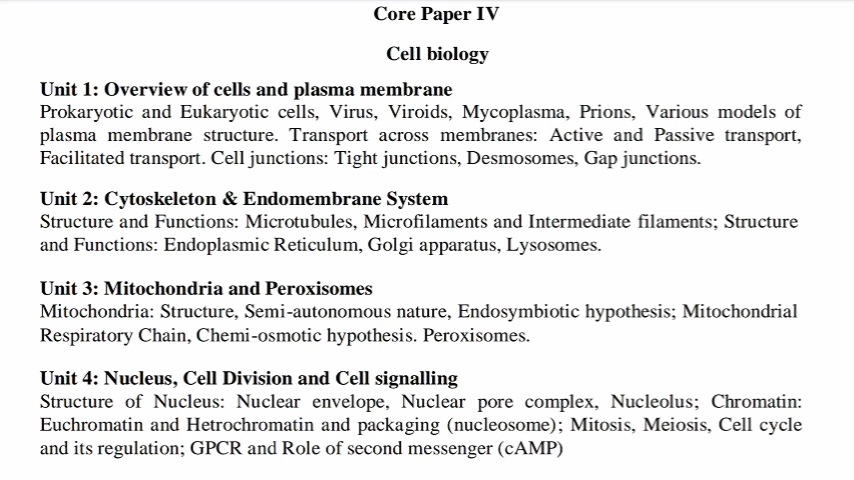 Core Paper IV
Cell biology
Unit 1: Overview of cells and plasma membrane
Prokaryotic and Eukaryotic cells, Virus, Viroids, Mycoplasma, Prions, Various models of
plasma membrane structure. Transport across membranes: Active and Passive transport,
Facilitated transport. Cell junctions: Tight junctions, Desmosomes, Gap junctions.
Unit 2: Cytoskeleton & Endomembrane System
Structure and Functions: Microtubules, Microfilaments and Intermediate filaments; Structure
and Functions: Endoplasmic Reticulum, Golgi apparatus, Lysosomes.
Unit 3: Mitochondria and Peroxisomes
Mitochondria: Structure, Semi-autonomous nature, Endosymbiotic hypothesis; Mitochondrial
Respiratory Chain, Chemi-osmotic hypothesis. Peroxisomes.
Unit 4: Nucleus, Cell Division and Cell signalling
Structure of Nucleus: Nuclear envelope, Nuclear pore complex, Nucleolus; Chromatin:
Euchromatin and Hetrochromatin and packaging (nucleosome); Mitosis, Meiosis, Cell cycle
and its regulation; GPCR and Role of second messenger (cAMP)